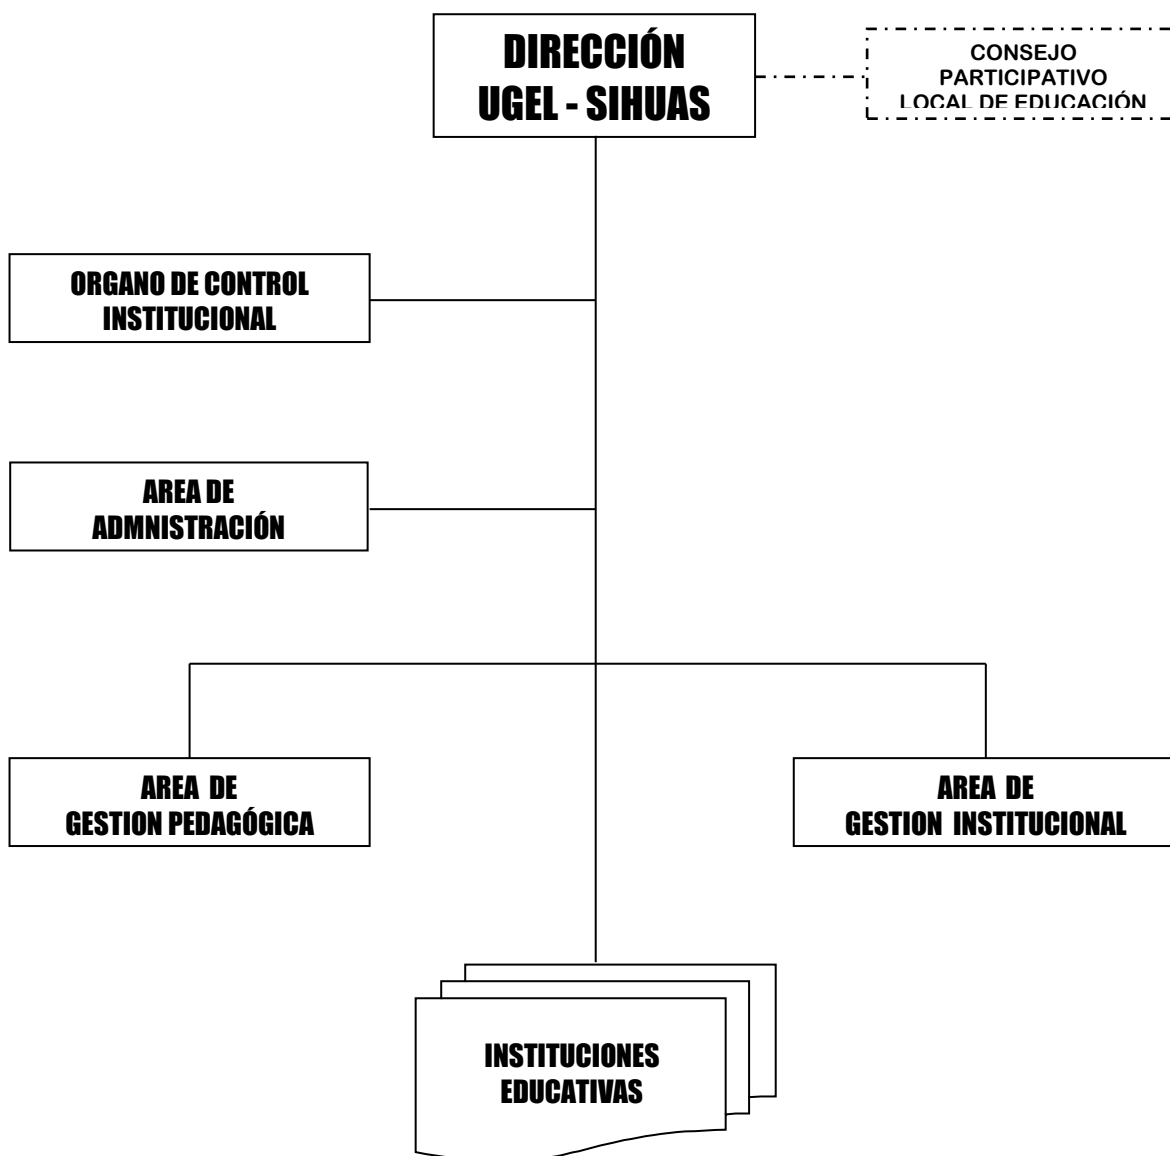 DIRECCIÓN
UGEL - SIHUAS
CONSEJO
PARTICIPATIVO
LOCAL DE EDUCACIÓN
ORGANO DE CONTROL
INSTITUCIONAL
AREA DE
ADMNISTRACIÓN
AREA DE
GESTION PEDAGÓGICA
AREA DE
GESTION INSTITUCIONAL
INSTITUCIONES
EDUCATIVAS